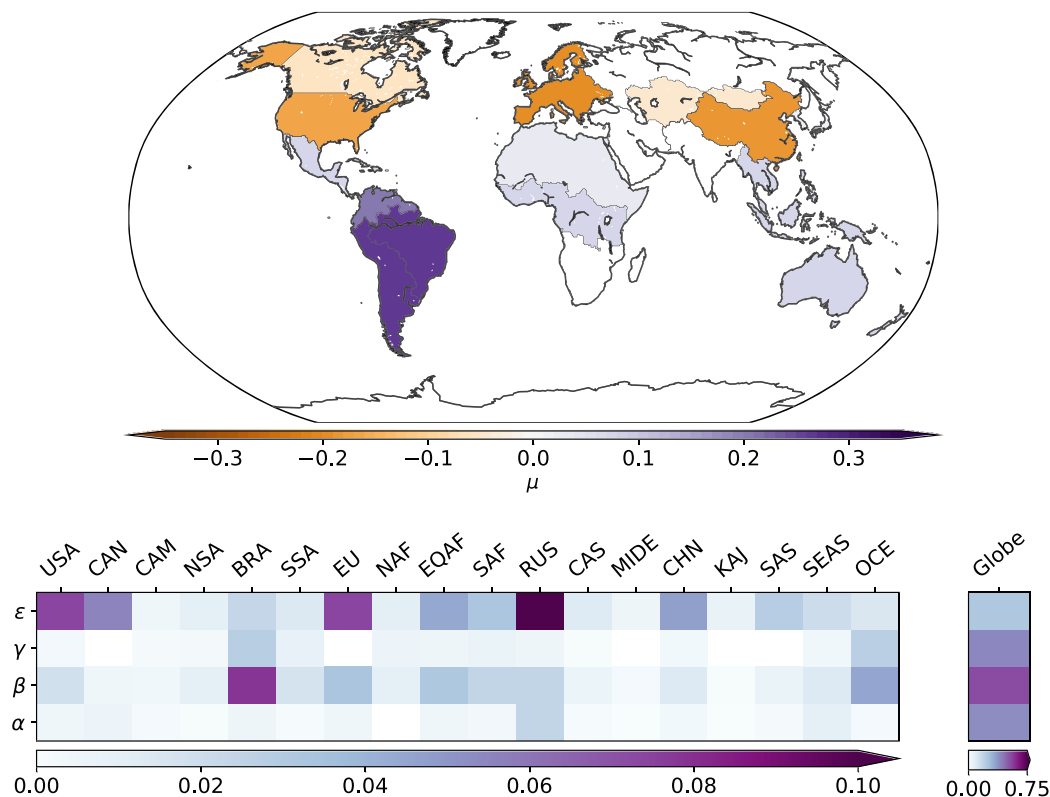 −0.3 −0.2 −0.1 0.0 0.1 0.2 0.3
μ
USA CAN CAM NSA BRA SSA EU NAF EQAF SAF RUS CAS MIDE CHN KAJ SAS SEAS OCE Globe
ε
γ
β
α
0.00 0.02 0.04 0.06 0.08 0.10 0.00 0.75